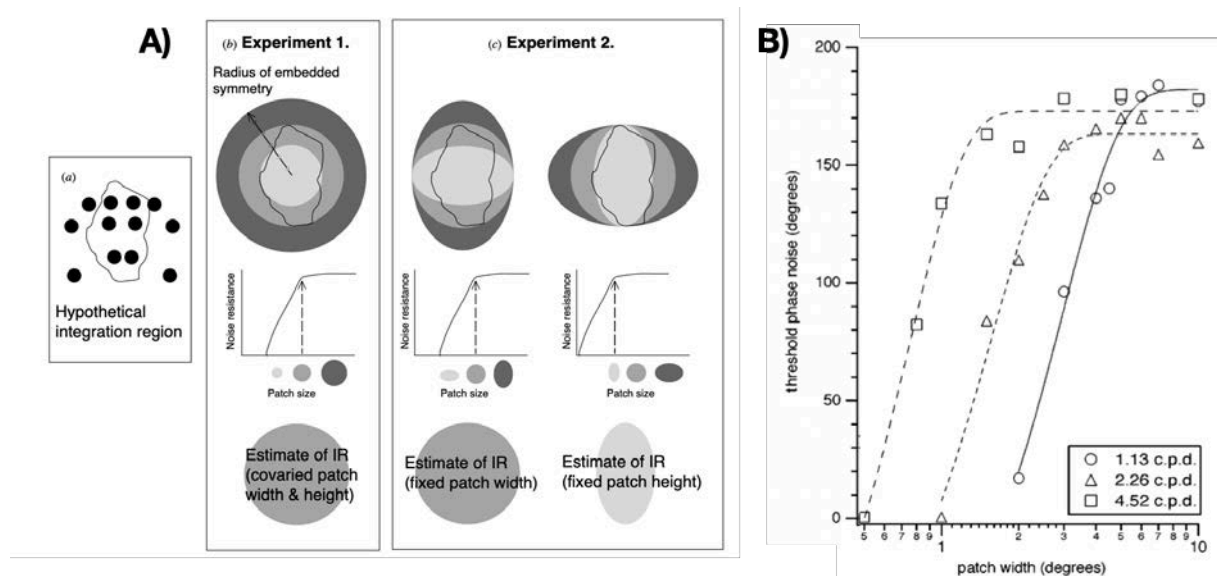 A)
(a)
Hypothetical
integration region
(b) Experiment 1.
Radius of embedded
symmetry
Noise resistance
Patch size
Estimate of IR
(covaried patch
width & height)
(c) Experiment 2.
Noise resistance
Patch size
Noise resistance
Patch size
Estimate of IR
(fixed patch width)
Estimate of IR
(fixed patch height)
B)
threshold phase noise (degrees)
200
150
100
50
0
5 6 7 8 9 1 2 3 4 5 6 7 8 9 10
patch width (degrees)
1.13 c.p.d.
2.26 c.p.d.
4.52 c.p.d.